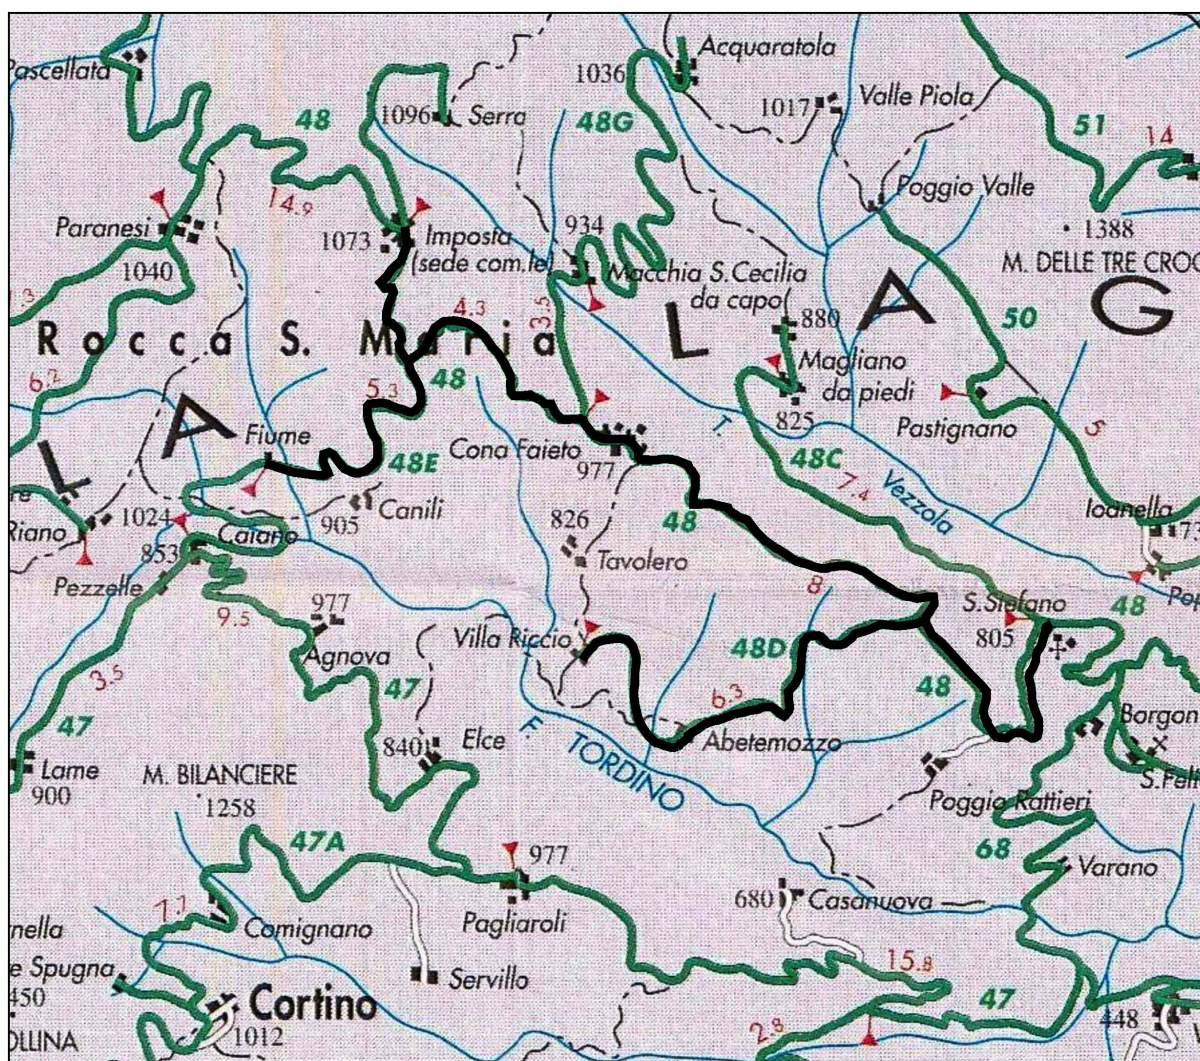 Acquaratola
Pascellata
1036
1017
Valle Piola
1096
Serra
48
48G
51
14
Poggio Valle
14.9
Paranesi
1073
Imposta
(sede com.le)
934
1388
1040
Macchia S.Cecilia
da capo
M. DELLE TRE CROC
4.3
3.5
880
A
G
50
Rocca S. Maria
L
Magliano
da piedi
6.2
5.3
48
825
A
Fiume
Cona Faieto
977
T.
Pastignano
5
L
48E
48C
7.4
Vezzola
Riano
1024
905
Canili
826
48
Ioanella
Caiano
853
Tavolero
Pezzelle
8
S.Stefano
48
9.5
977
Villa Riccio
805
Agnova
48D
3.5
47
47
6.3
48
Borgon
Abetemozzo
840
Elce
F. TORDINO
Lame
900
M. BILANCIERE
1258
S.Feli
Poggio Rattieri
47A
977
68
Varano
680
Casanuova
7.7
Comignano
Pagliaroli
nella
e Spugna
450
Servillo
15.8
Cortino
1012
47
448
2.8
OLLINA